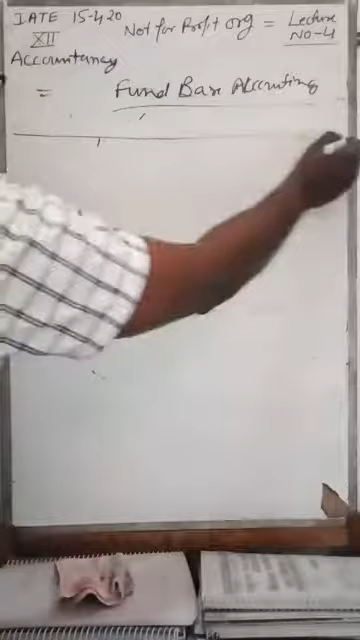 DATE 15-4-20 Not for Profit org = Lecture
XII NO-4
Accountancy
= Fund Base Accounting